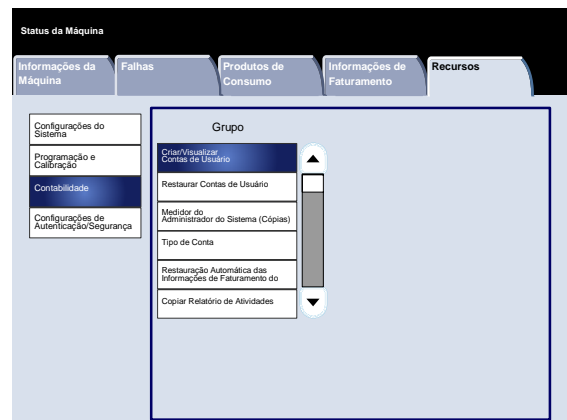 Status da Máquina
Informações da
Máquina
Falhas
Produtos de
Consumo
Informações de
Faturamento
Recursos
Configurações do
Sistema
Programação e
Calibração
Contabilidade
Configurações de
Autenticação/Segurança
Grupo
Criar/Visualizar
Contas de Usuário
Restaurar Contas de Usuário
Medidor do
Administrador do Sistema (Cópias)
Tipo de Conta
Restauração Automática das
Informações de Faturamento do
Copiar Relatório de Atividades